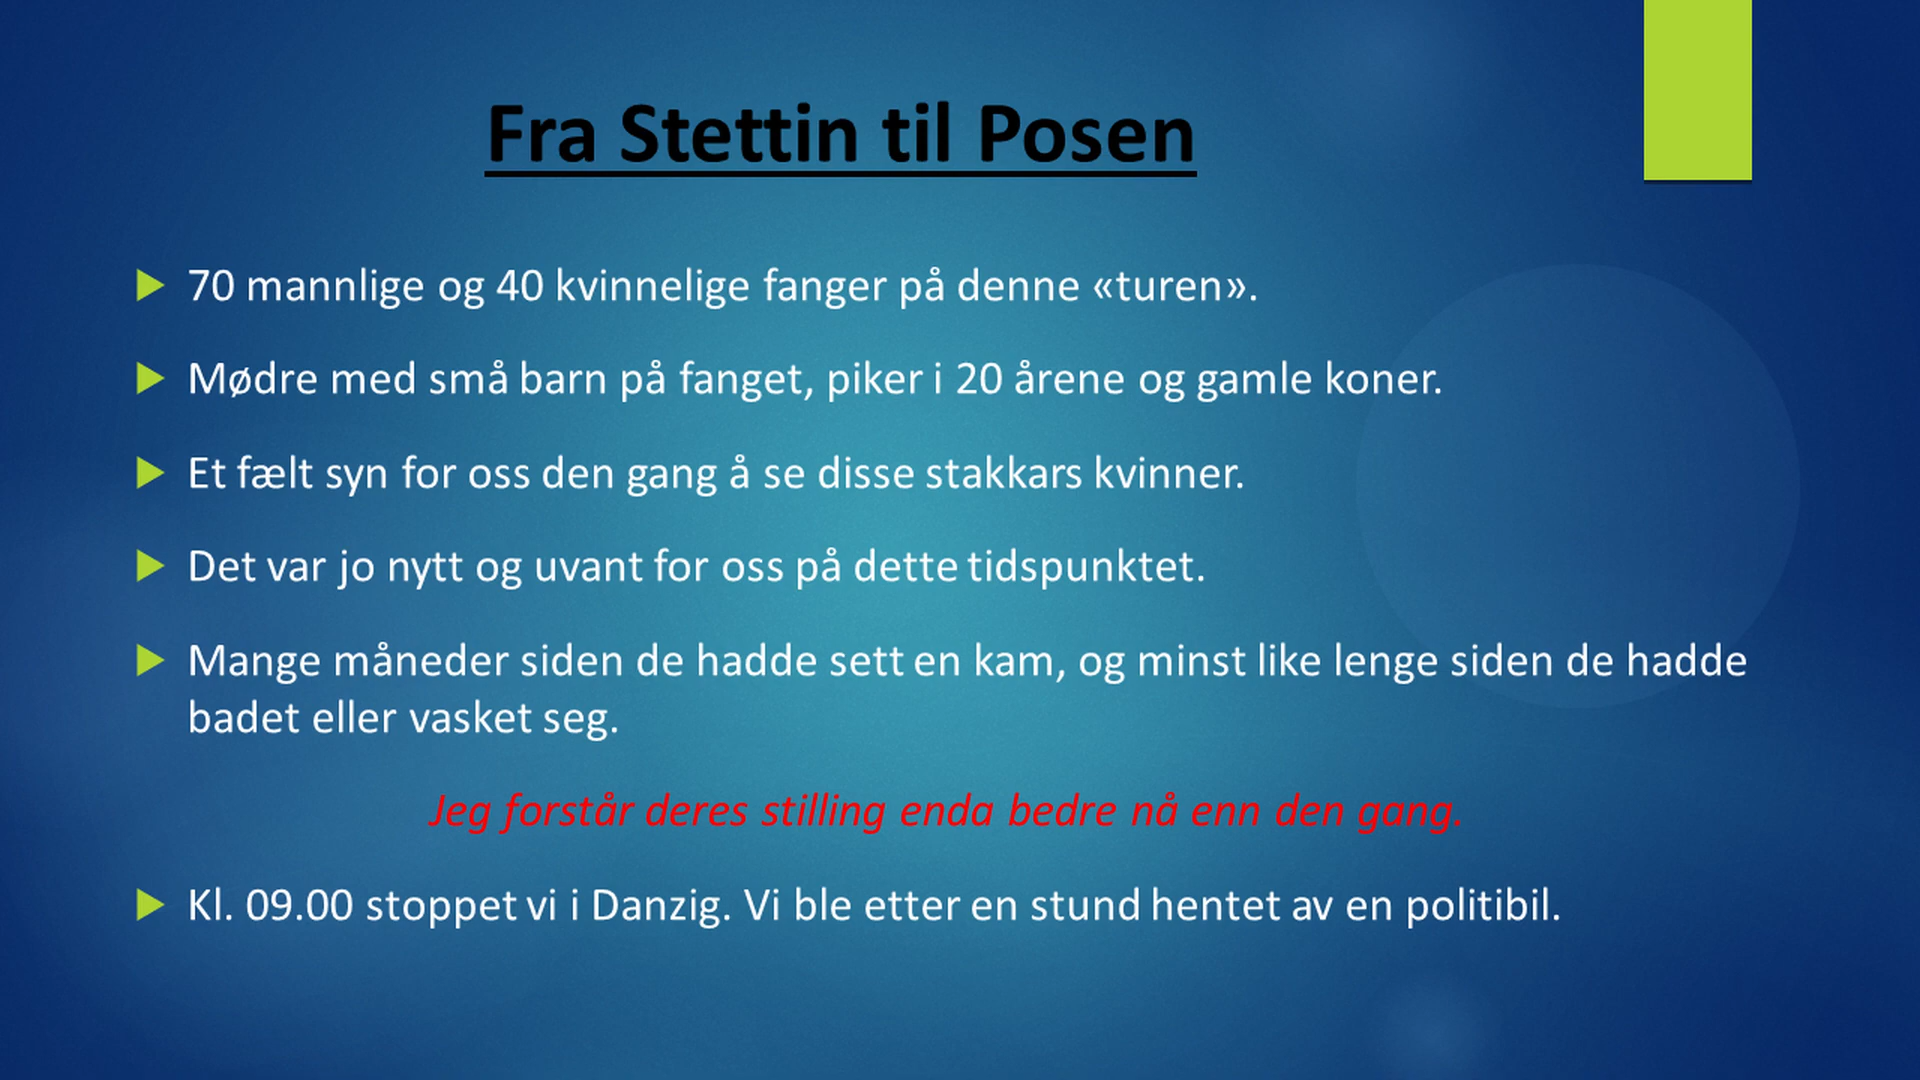 Fra Stettin til Posen
70 mannlige og 40 kvinnelige fanger på denne «turen».
Mødre med små barn på fanget, piker i 20 årene og gamle koner.
Et fælt syn for oss den gang å se disse stakkars kvinner.
Det var jo nytt og uvant for oss på dette tidspunktet.
Mange måneder siden de hadde sett en kam, og minst like lenge siden de hadde
badet eller vasket seg.
Jeg forstår deres stilling enda bedre nå enn den gang.
Kl. 09.00 stoppet vi i Danzig. Vi ble etter en stund hentet av en politibil.